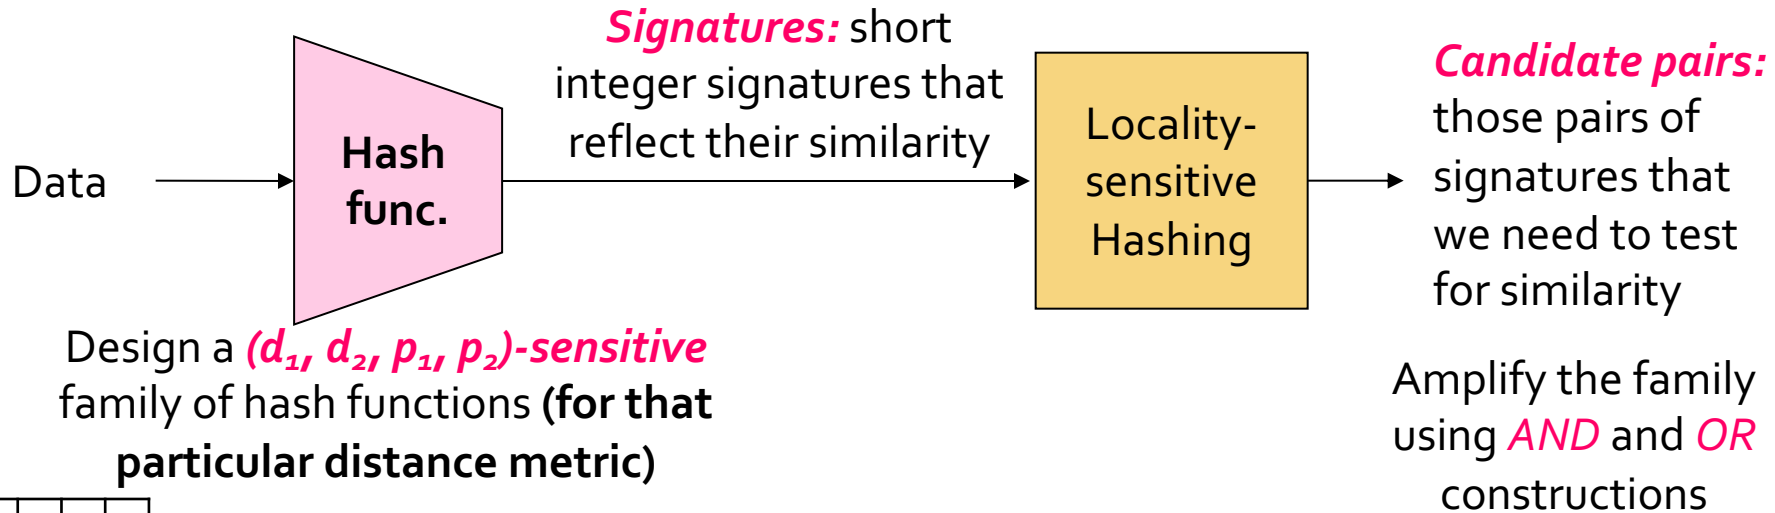 Signatures: short
integer signatures that
reflect their similarity
Candidate pairs:
those pairs of
signatures that
we need to test
for similarity
Data
Hash
func.
Locality-
sensitive
Hashing
Design a (d₁, d₂, p₁, p₂)-sensitive
family of hash functions (for that
particular distance metric)
Amplify the family
using AND and OR
constructions